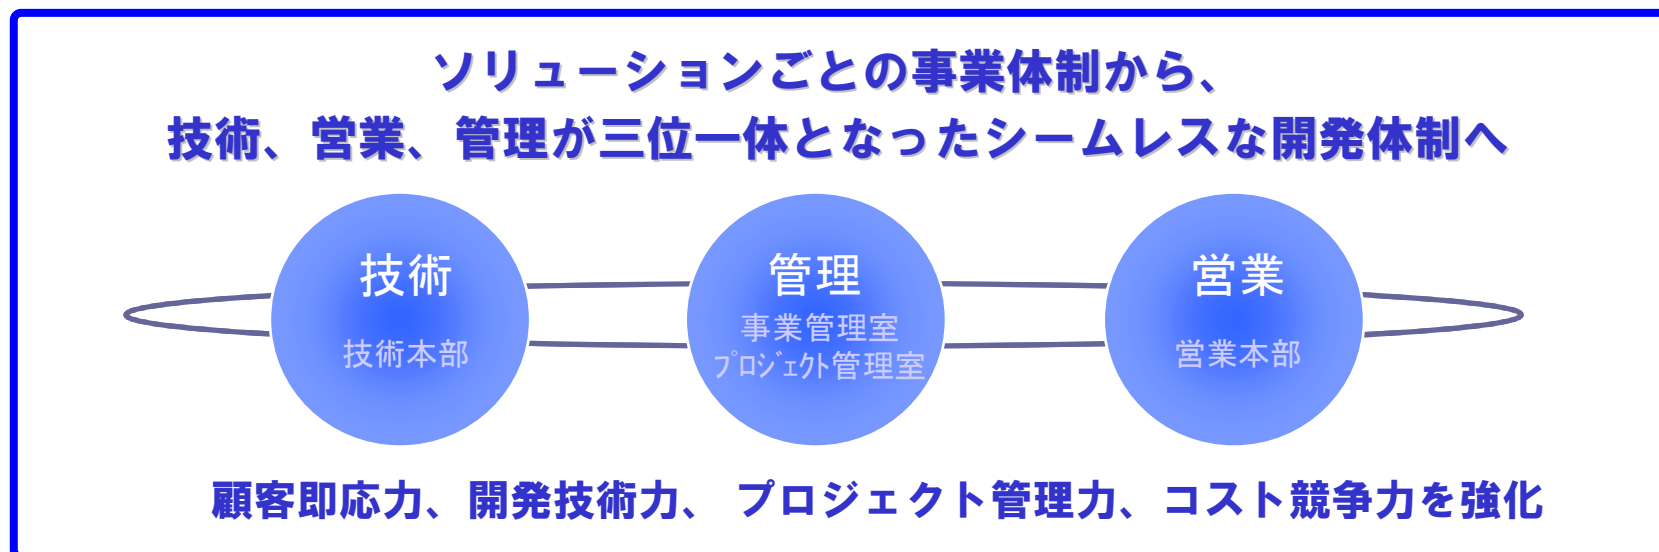 ソリューションごとの事業体制から、
技術、営業、管理が三位一体となったシームレスな開発体制へ
技術
技術本部
管理
事業管理室
ﾌﾟﾛｼﾞｪｸﾄ管理室
営業
営業本部
顧客即応力、開発技術力、 プロジェクト管理力、コスト競争力を強化